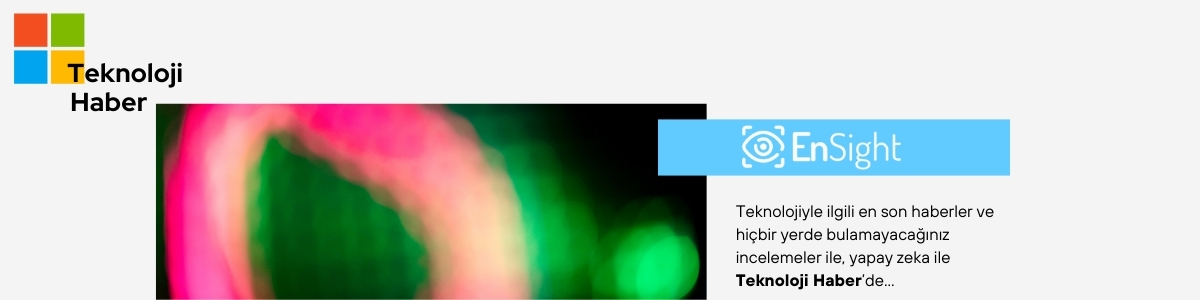 Teknoloji
Haber
EnSight
Teknolojiyle ilgili en son haberler ve
hiçbir yerde bulamayacağınız
incelemeler ile, yapay zeka ile
Teknoloji Haber'de...